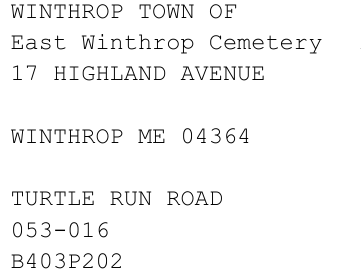 WINTHROP TOWN OF
East Winthrop Cemetery
17 HIGHLAND AVENUE
WINTHROP ME 04364
TURTLE RUN ROAD
053-016
B403P202